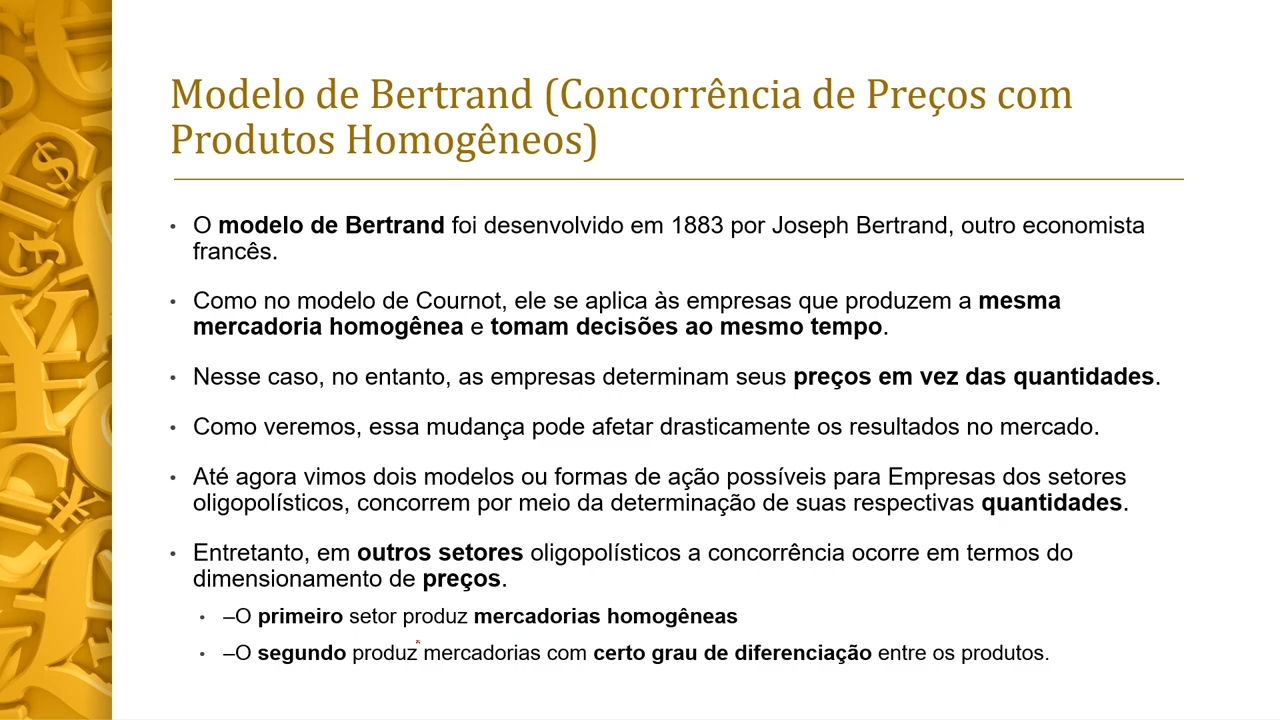 Modelo de Bertrand (Concorrência de Preços com
Produtos Homogêneos)
• O modelo de Bertrand foi desenvolvido em 1883 por Joseph Bertrand, outro economista
francês.
• Como no modelo de Cournot, ele se aplica às empresas que produzem a mesma
mercadoria homogênea e tomam decisões ao mesmo tempo.
• Nesse caso, no entanto, as empresas determinam seus preços em vez das quantidades.
• Como veremos, essa mudança pode afetar drasticamente os resultados no mercado.
• Até agora vimos dois modelos ou formas de ação possíveis para Empresas dos setores
oligopolísticos, concorrem por meio da determinação de suas respectivas quantidades.
• Entretanto, em outros setores oligopolísticos a concorrência ocorre em termos do
dimensionamento de preços.
• –O primeiro setor produz mercadorias homogêneas
• –O segundo produz mercadorias com certo grau de diferenciação entre os produtos.